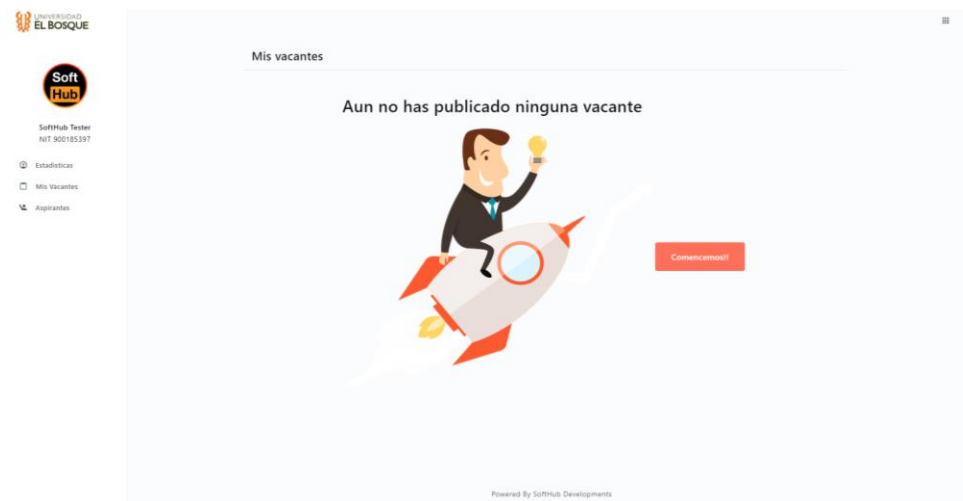 UNIVERSIDAD
EL BOSQUE
Soft
Hub
SoftHub Tester
NIT 900185397
Estadísticas
Mis Vacantes
Aspirantes
Mis vacantes
Aun no has publicado ninguna vacante
Comencemos!!
Powered By SoftHub Developments